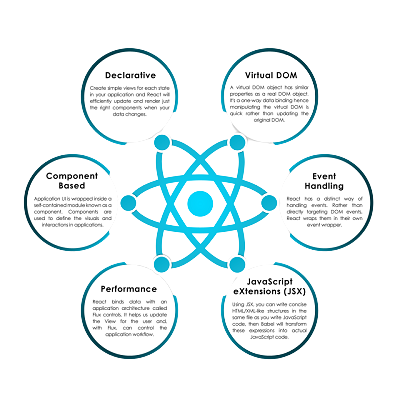 Declarative
Create simple views for each state
in your application and React will
efficiently update and render just
the right components when your
data changes.
Virtual DOM
A virtual DOM object has similar
properties as a real DOM object.
It's a one-way data binding hence
manipulating the virtual DOM is
quick rather than updating the
original DOM.
Component
Based
Application UI is wrapped inside a
self-contained module known as a
component. Components are
used to define the visuals and
interactions in applications.
Event
Handling
React has a distinct way of
handling events. Rather than
directly targeting DOM events.
React wraps them in its own
event wrapper.
Performance
React binds data with an
application architecture called
Flux controls. It helps us update
the View for the user and,
with Flux, can control the
application workflow.
JavaScript
eXtensions (JSX)
Using JSX, you can write concise
HTML/XML-like structures in the
same file as you write JavaScript
code, then Babel will transform
these expressions into actual
JavaScript code.